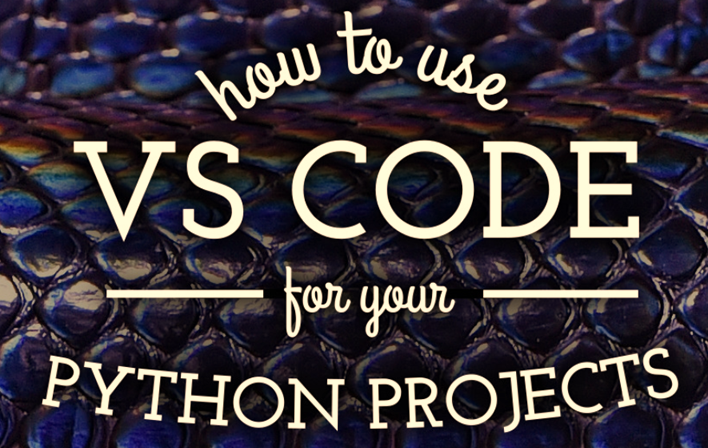 how to use
VS CODE
for your
PYTHON PROJECTS